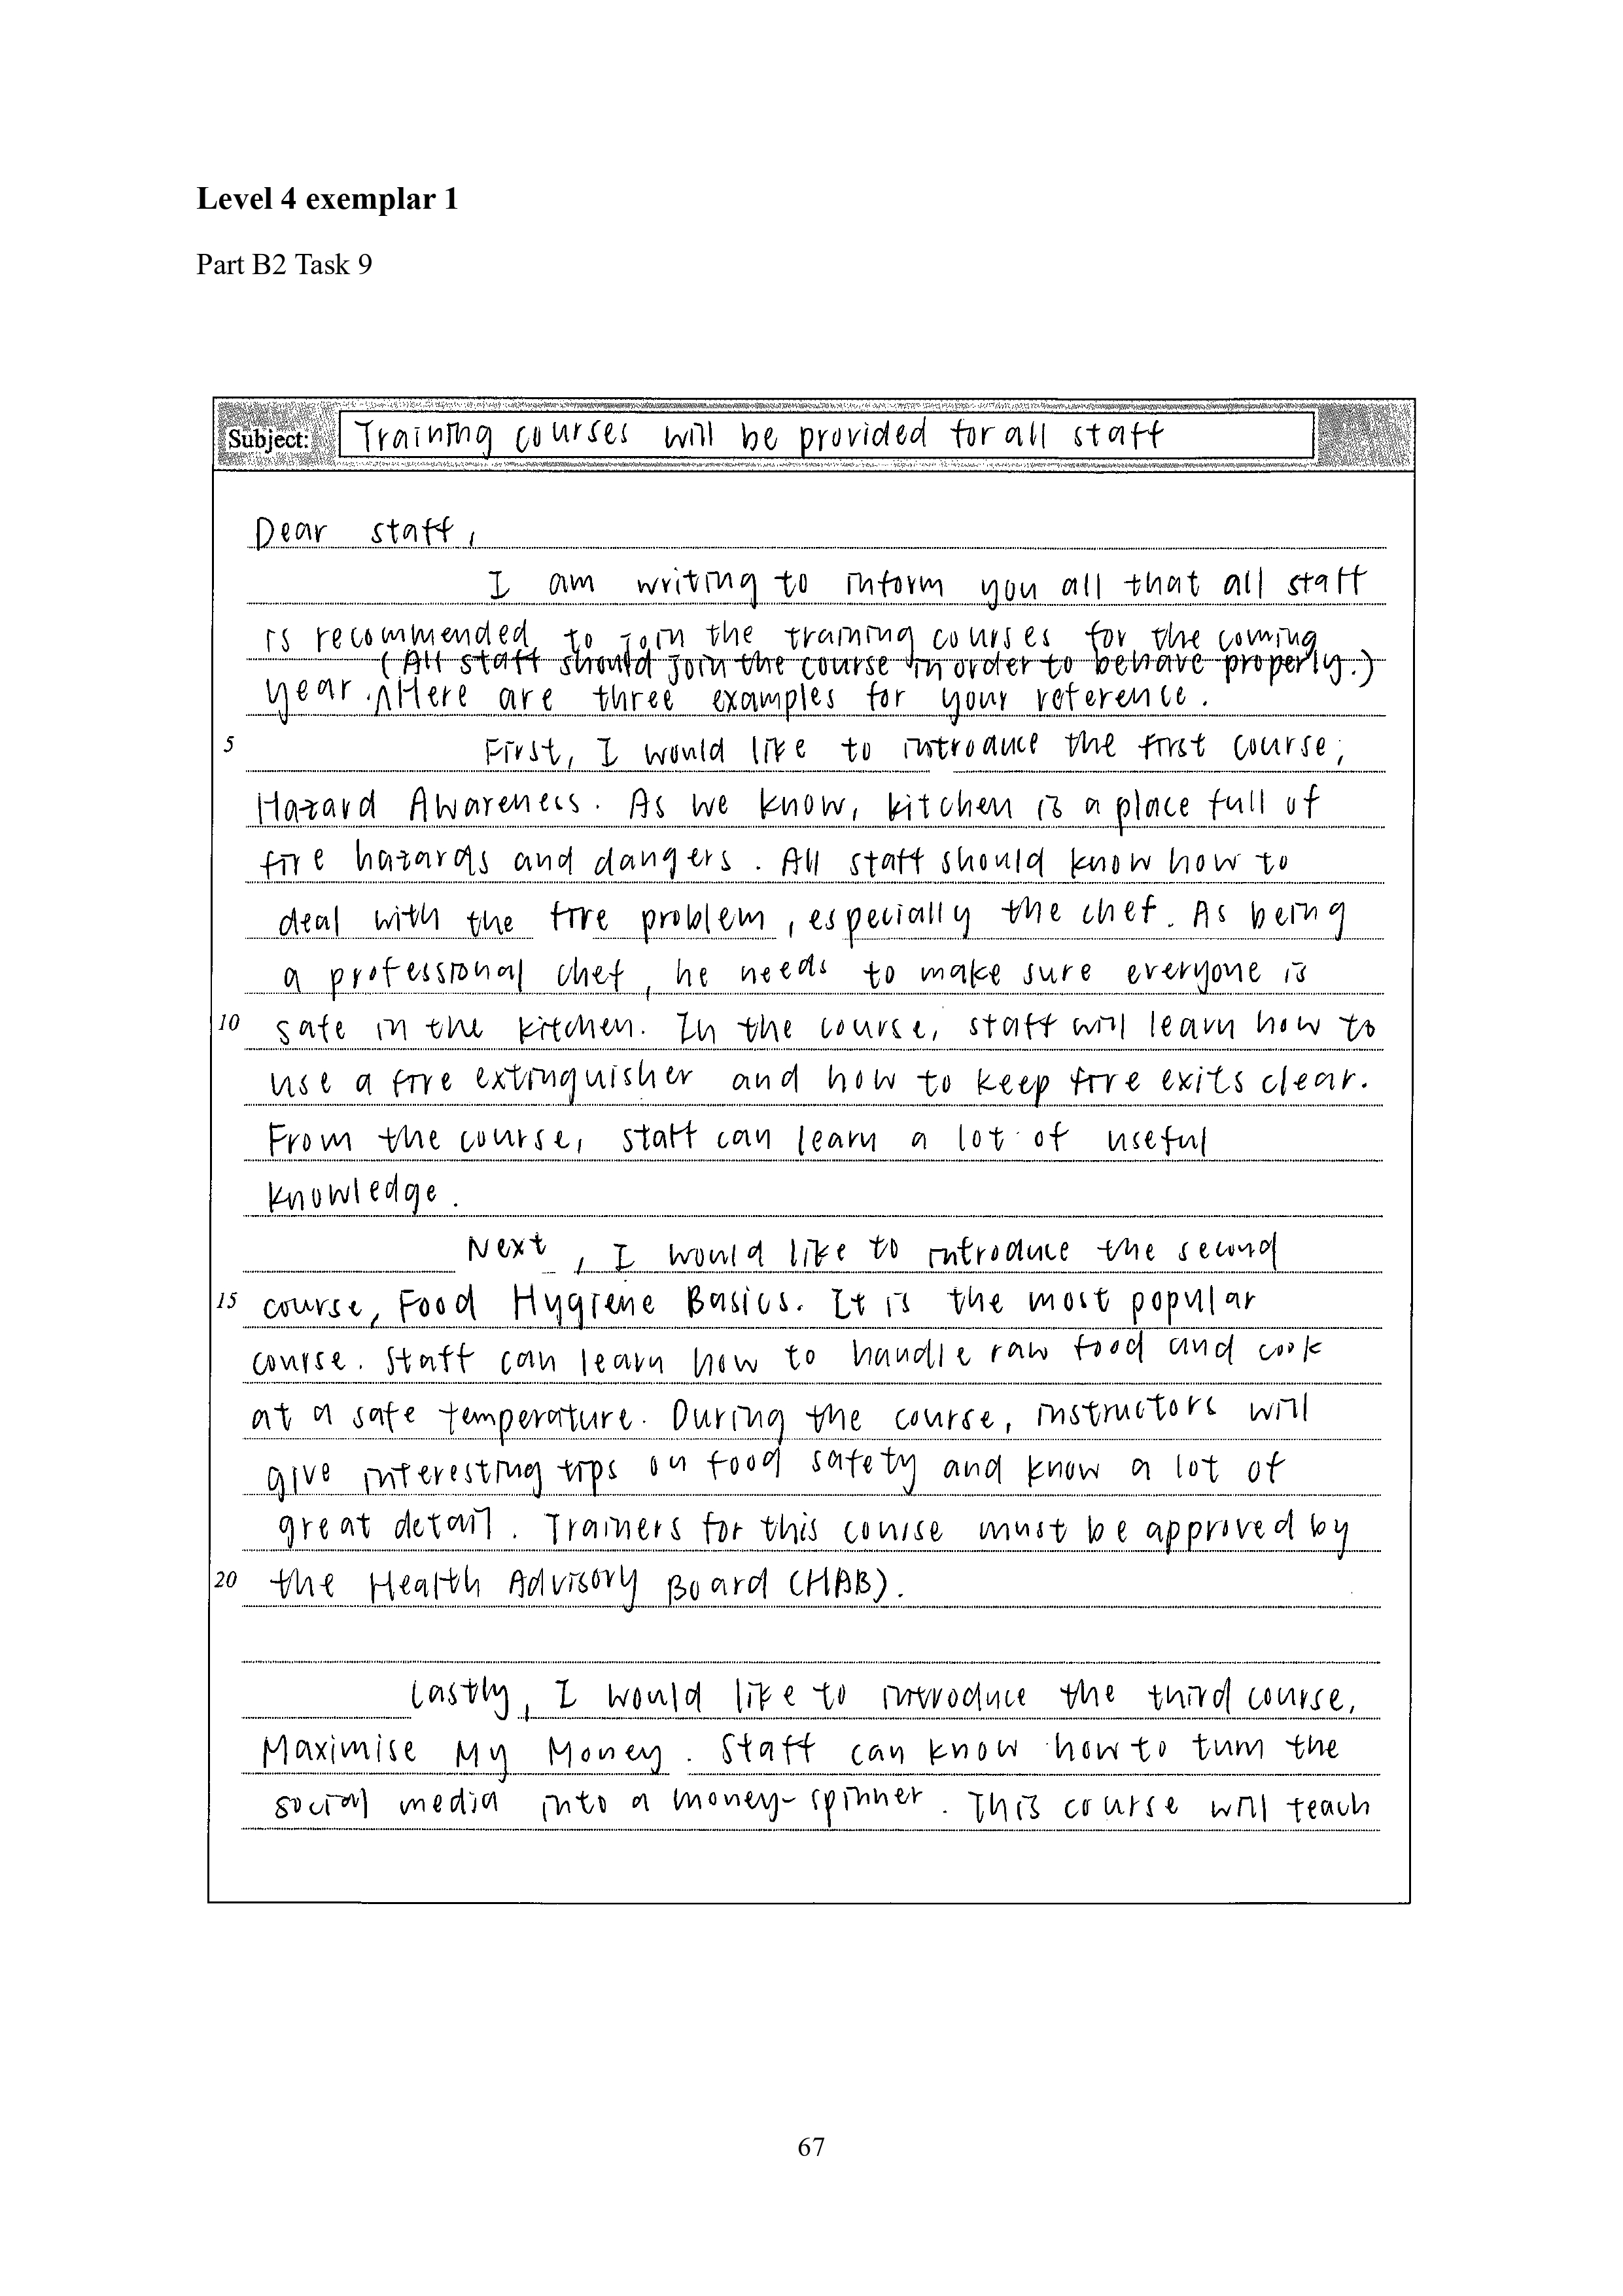 Level 4 exemplar 1
Part B2 Task 9
Subject: Training courses will be provided for all staff
Dear staff,
I am writing to inform you all that all staff
is recommended to join the training courses for the coming
(All staff should join the course in order to behave properly.)
year. ∧Here are three examples for your reference.
5 First, I would like to introduce the first course,
Hazard Awareness. As we know, kitchen is a place full of
fire hazards and dangers. All staff should know how to
deal with the fire problem, especially the chef. As being
a professional chef, he needs to make sure everyone is
10 safe in the kitchen. In the course, staff will learn how to
use a fire extinguisher and how to keep fire exits clear.
From the course, staff can learn a lot of useful
knowledge.
Next, I would like to introduce the second
15 course, Food Hygiene Basics. It is the most popular
course. Staff can learn how to handle raw food and cook
at a safe temperature. During the course, instructors will
give interesting tips on food safety and know a lot of
great detail. Trainers for this course must be approved by
20 the Health Advisory Board (HAB).
Lastly, I would like to introduce the third course,
Maximise My Money. Staff can know how to turn the
social media into a money-spinner. This course will teach
67